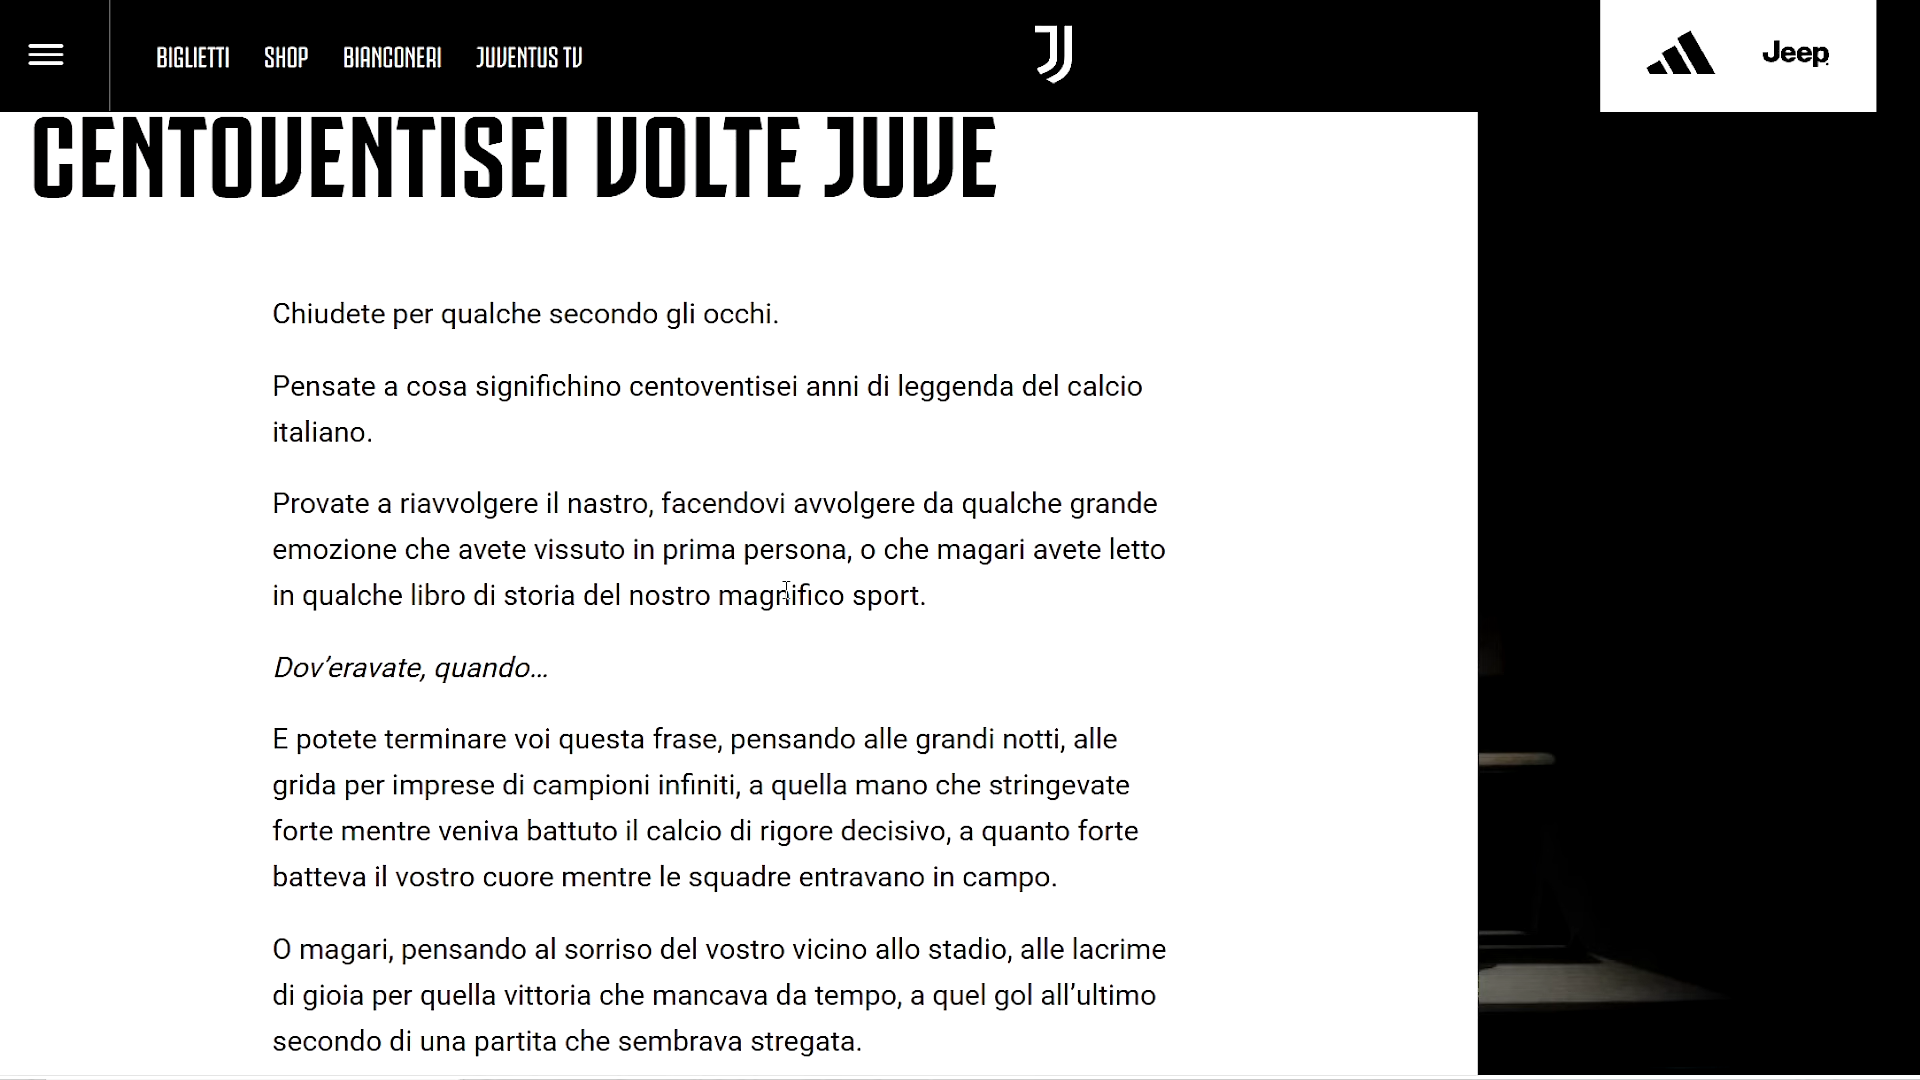 BIGLIETTI SHOP BIANCONERI JUVENTUS TV
Jeep
CENTOVENTISEI VOLTE JUVE
Chiudete per qualche secondo gli occhi.
Pensate a cosa significhino centoventisei anni di leggenda del calcio
italiano.
Provate a riavvolgere il nastro, facendovi avvolgere da qualche grande
emozione che avete vissuto in prima persona, o che magari avete letto
in qualche libro di storia del nostro magnifico sport.
Dov’eravate, quando…
E potete terminare voi questa frase, pensando alle grandi notti, alle
grida per imprese di campioni infiniti, a quella mano che stringevate
forte mentre veniva battuto il calcio di rigore decisivo, a quanto forte
batteva il vostro cuore mentre le squadre entravano in campo.
O magari, pensando al sorriso del vostro vicino allo stadio, alle lacrime
di gioia per quella vittoria che mancava da tempo, a quel gol all’ultimo
secondo di una partita che sembrava stregata.